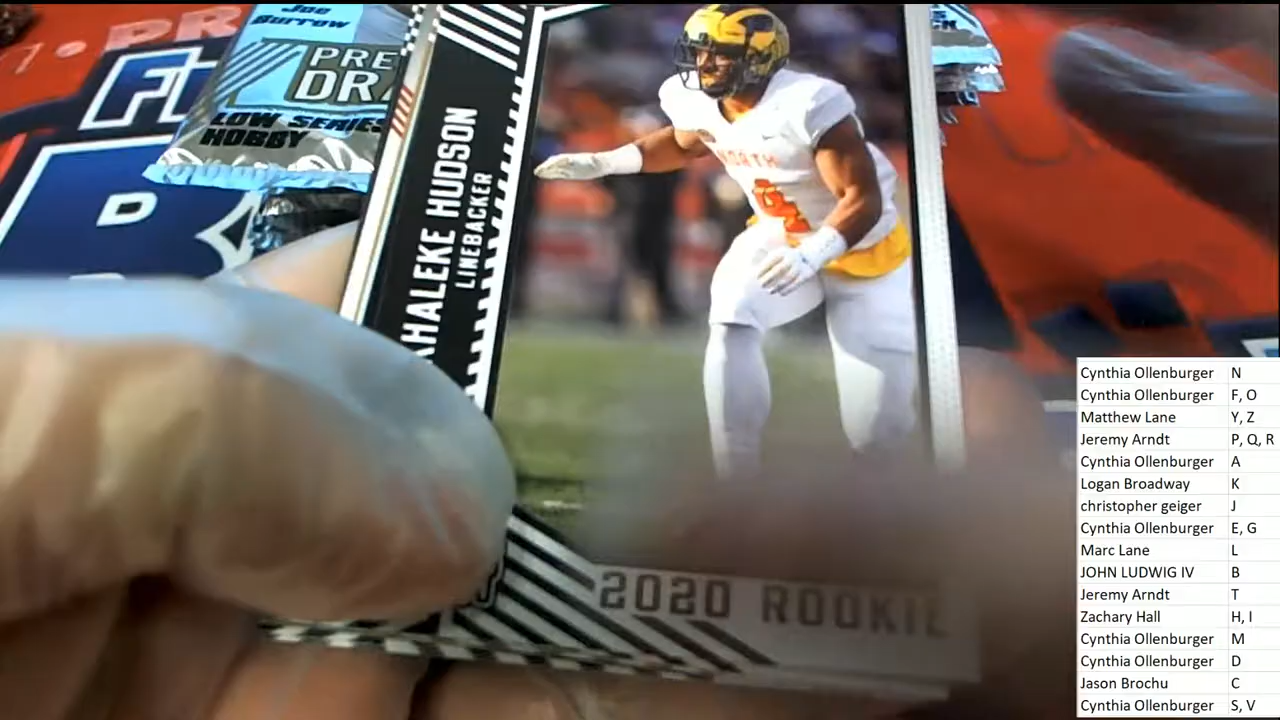 Joe
Burrow
PRE
DRA
LOW SERIES
HOBBY
HALEKE HUDSON
LINEBACKER
NORTH
4
2020 ROOKIE
Cynthia Ollenburger N
Cynthia Ollenburger F, O
Matthew Lane Y, Z
Jeremy Arndt P, Q, R
Cynthia Ollenburger A
Logan Broadway K
christopher geiger J
Cynthia Ollenburger E, G
Marc Lane L
JOHN LUDWIG IV B
Jeremy Arndt T
Zachary Hall H, I
Cynthia Ollenburger M
Cynthia Ollenburger D
Jason Brochu C
Cynthia Ollenburger S, V